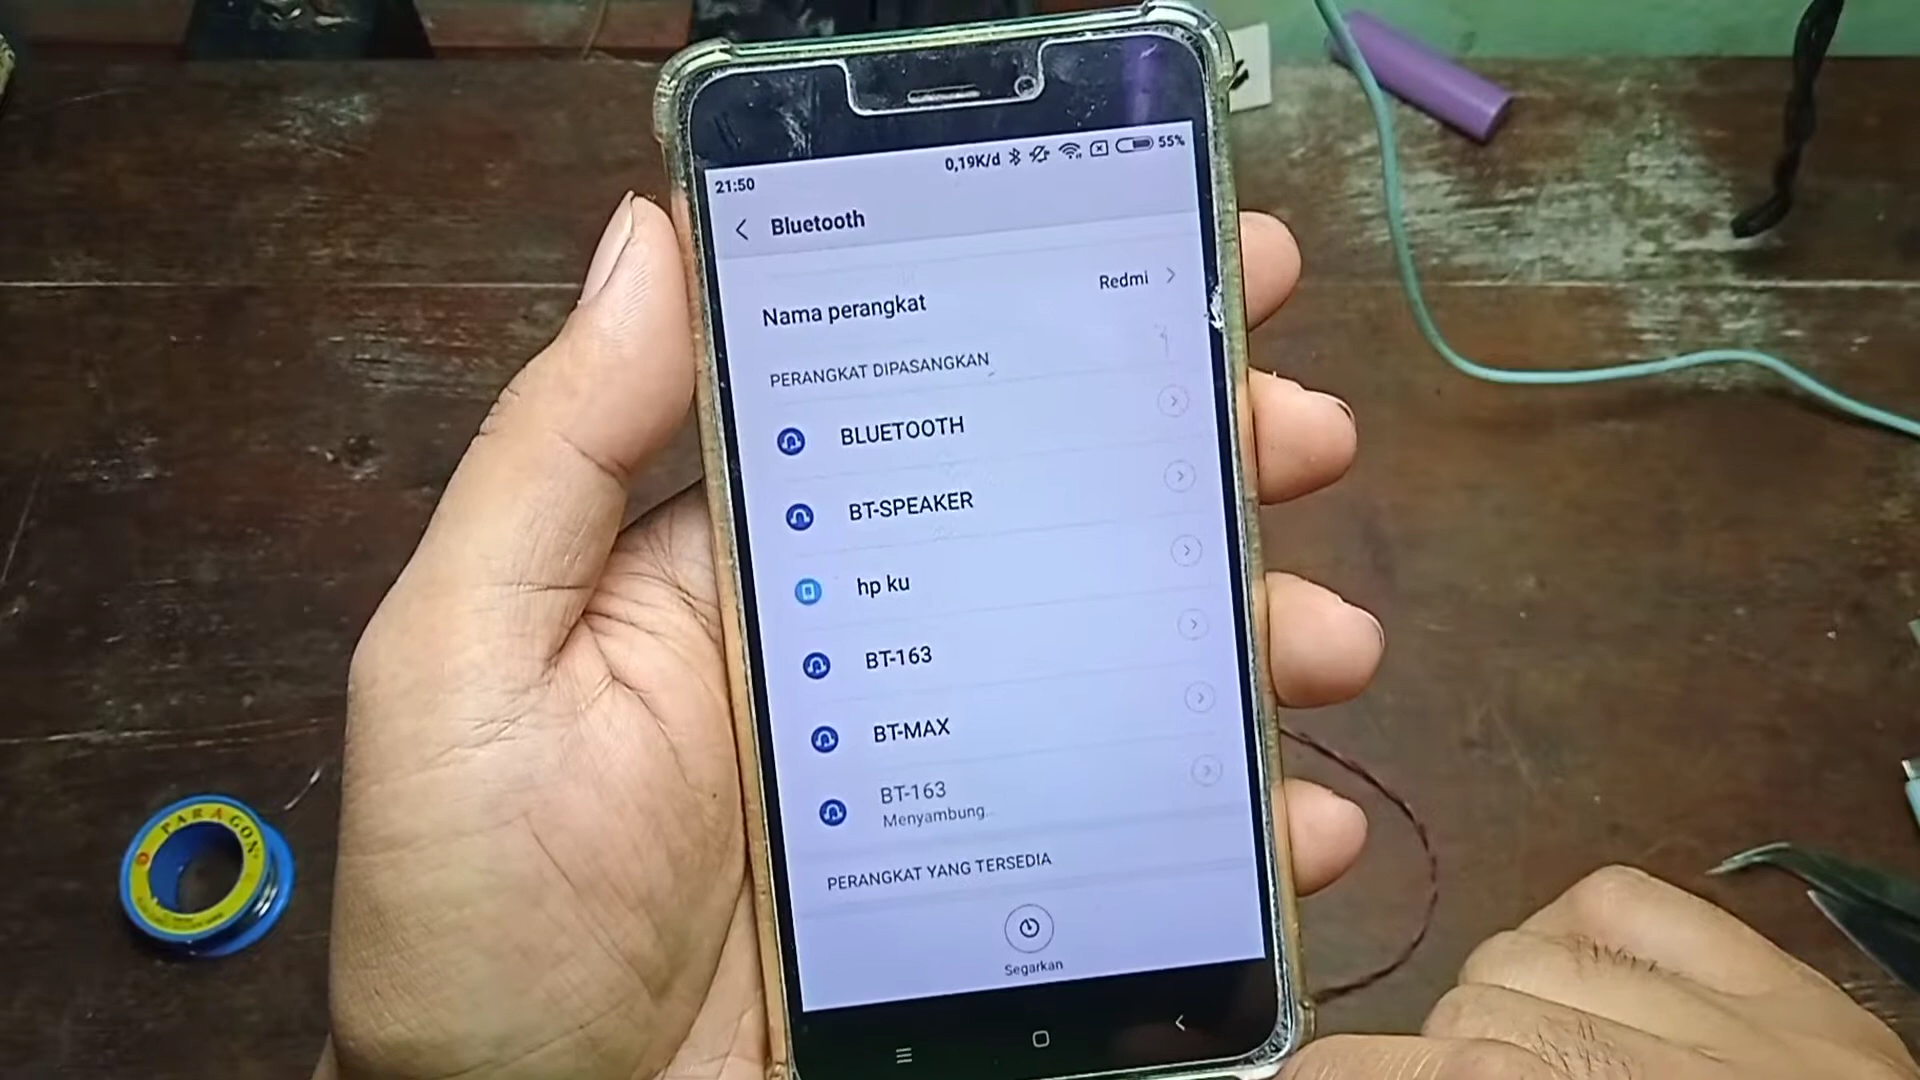 21:50 0,19K/d 55%
Bluetooth
Nama perangkat Redmi
PERANGKAT DIPASANGKAN
BLUETOOTH
BT-SPEAKER
hp ku
BT-163
BT-MAX
BT-163
Menyambung..
PERANGKAT YANG TERSEDIA
Segarkan
PARAGON